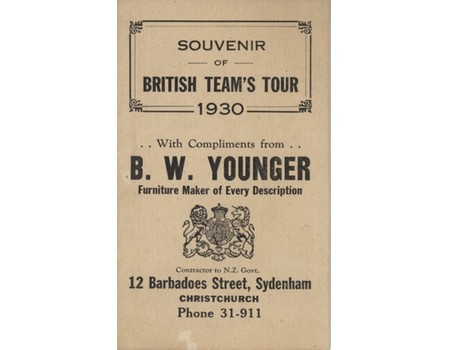 SOUVENIR
OF
BRITISH TEAM'S TOUR
1930
. . With Compliments from . .
B. W. YOUNGER
Furniture Maker of Every Description
Contractor to N.Z. Govt.
12 Barbadoes Street, Sydenham
CHRISTCHURCH
Phone 31-911